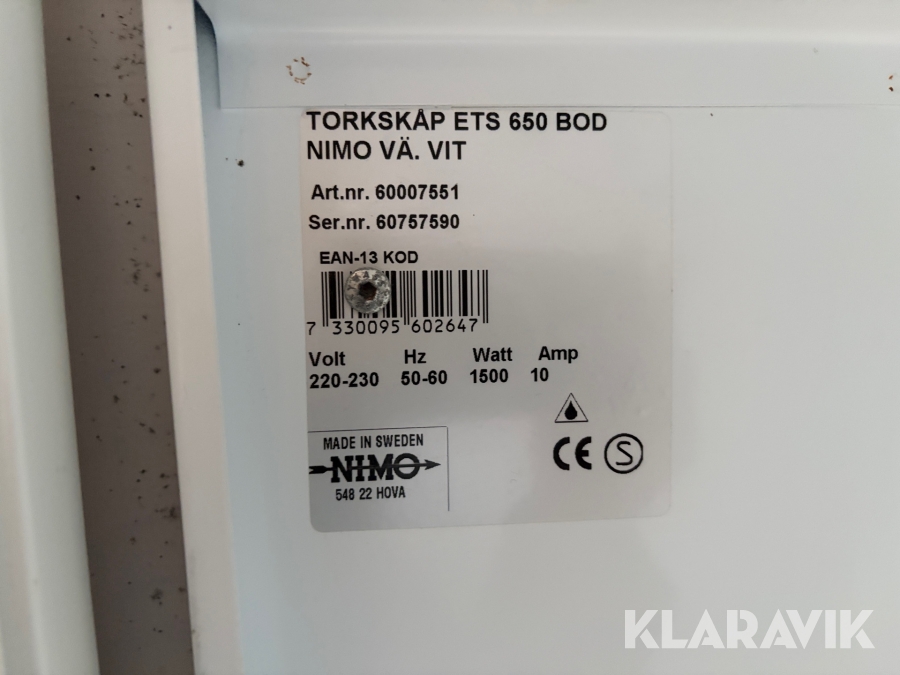 TORKSKÅP ETS 650 BOD
NIMO VÄ. VIT
Art.nr. 60007551
Ser.nr. 60757590
EAN-13 KOD
7 330095 602647
Volt Hz Watt Amp
220-230 50-60 1500 10
MADE IN SWEDEN
NIMO
548 22 HOVA
CE S
KLARAVIK